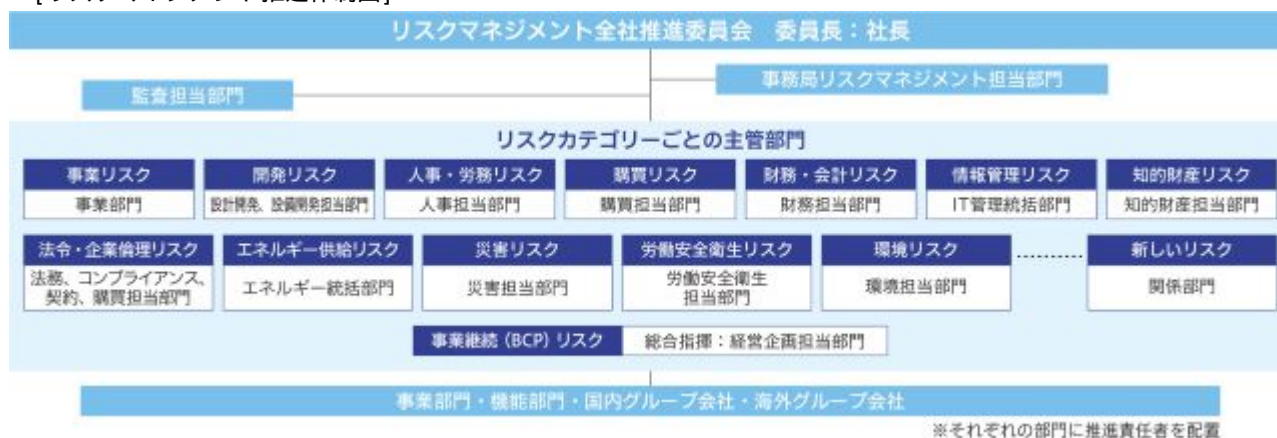 リスクマネジメント全社推進委員会　委員長：社長
事務局リスクマネジメント担当部門
監査担当部門
リスクカテゴリーごとの主管部門
事業リスク
事業部門
開発リスク
設計開発、設備開発担当部門
人事・労務リスク
人事担当部門
購買リスク
購買担当部門
財務・会計リスク
財務担当部門
情報管理リスク
IT管理統括部門
知的財産リスク
知的財産担当部門
法令・企業倫理リスク
法務、コンプライアンス、
契約、購買担当部門
エネルギー供給リスク
エネルギー統括部門
災害リスク
災害担当部門
労働安全衛生リスク
労働安全衛生
担当部門
環境リスク
環境担当部門
新しいリスク
関係部門
事業継続（BCP）リスク
総合指揮：経営企画担当部門
事業部門・機能部門・国内グループ会社・海外グループ会社
※それぞれの部門に推進責任者を配置